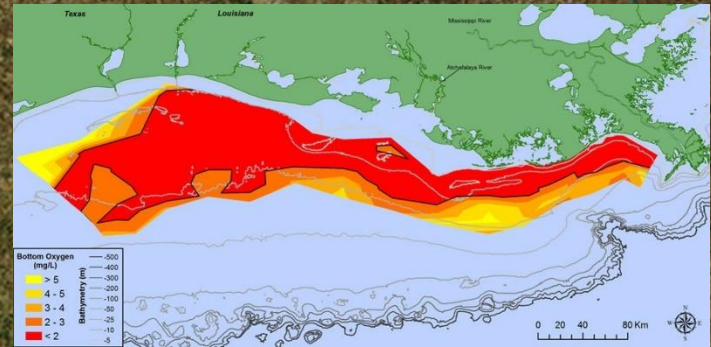 Texas
Louisiana
Mississippi River
Atchafalaya River
Bottom Oxygen
(mg/L)
> 5
4 - 5
3 - 4
2 - 3
< 2
Bathymetry (m)
-500
-400
-300
-200
-100
-50
-25
-10
-5
N
W E
S
0 20 40 80 Km